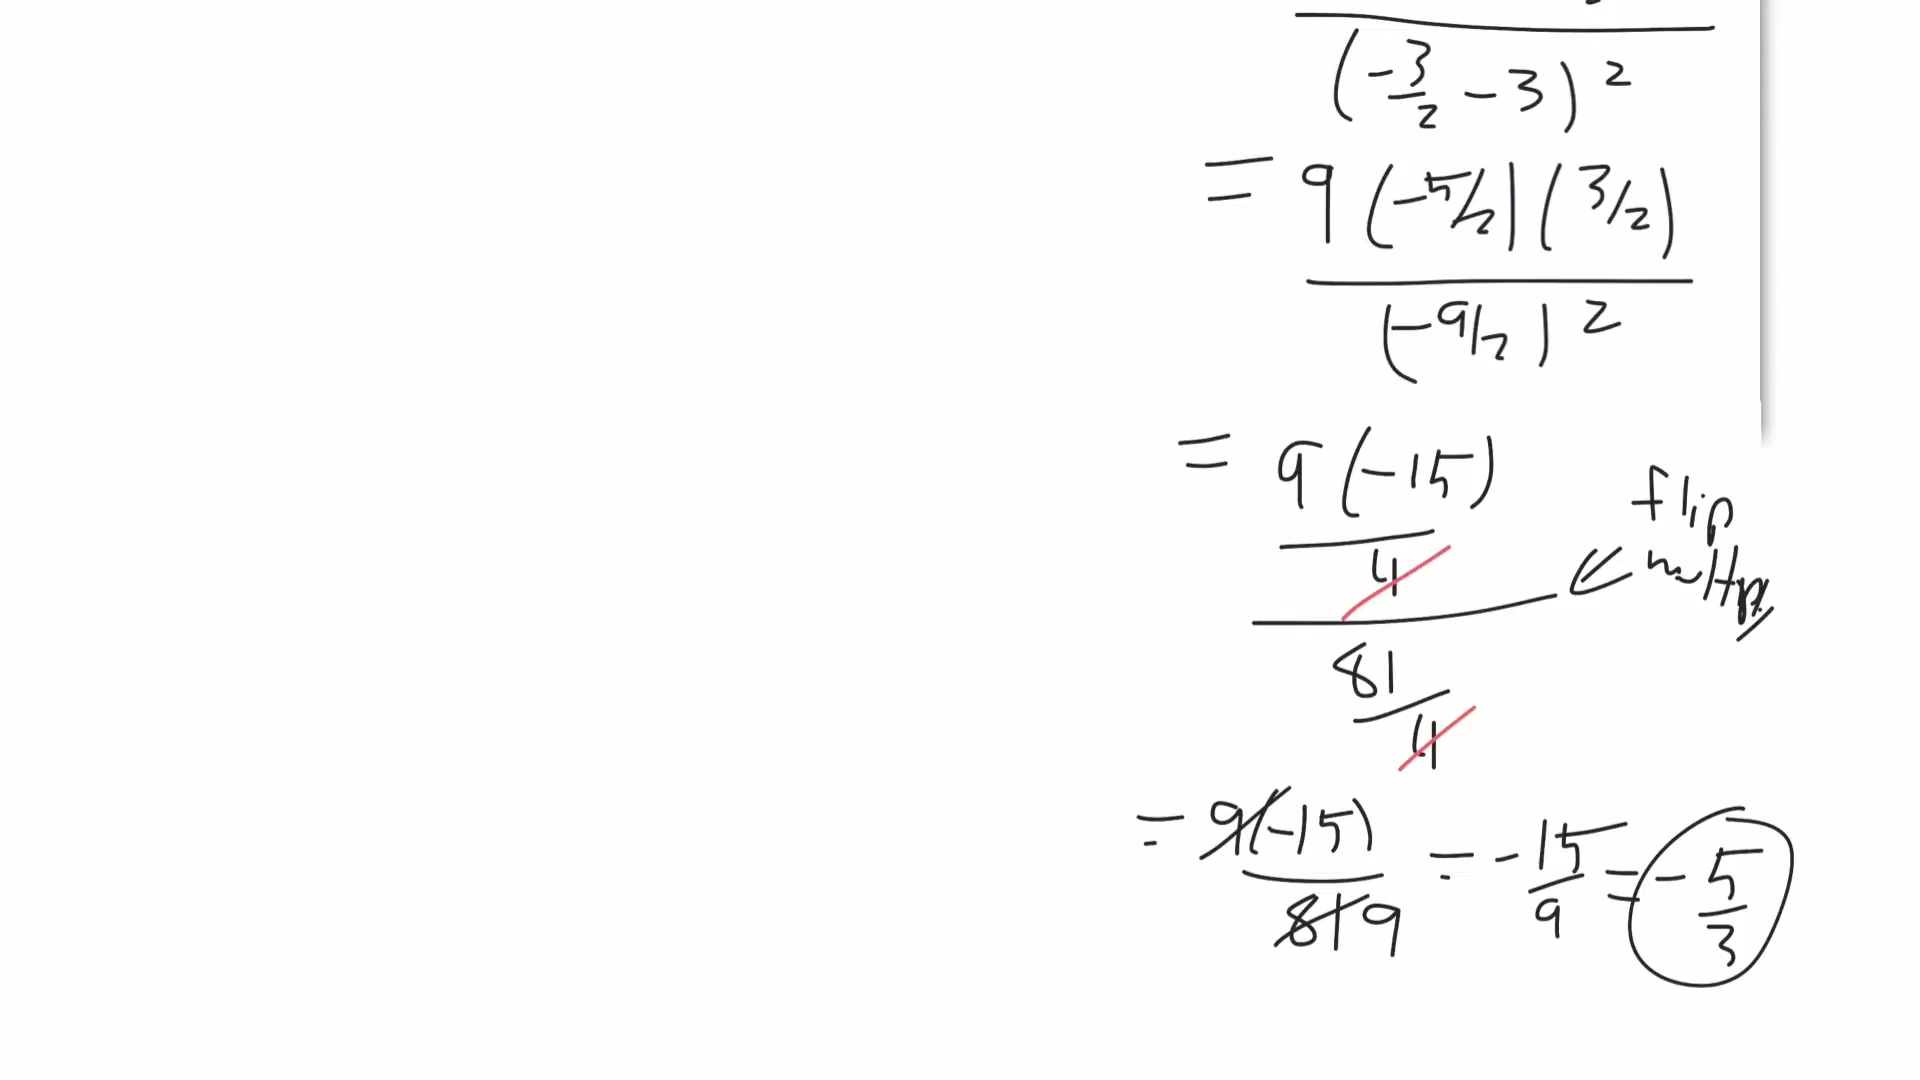 (-3/2 - 3)²
= 9(-5/2)(3/2)
(-9/2)²
= 9(-15)
4
flip
81
4
= 9(-15) = -15 = -5
81 9 9 3